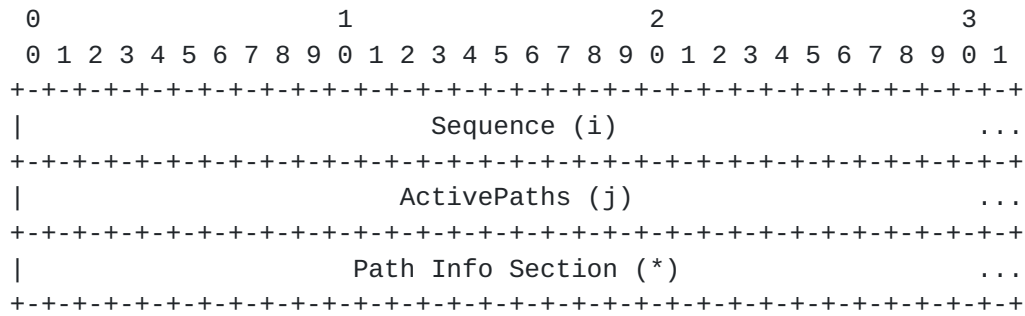 0                   1                   2                   3
 0 1 2 3 4 5 6 7 8 9 0 1 2 3 4 5 6 7 8 9 0 1 2 3 4 5 6 7 8 9 0 1
+-+-+-+-+-+-+-+-+-+-+-+-+-+-+-+-+-+-+-+-+-+-+-+-+-+-+-+-+-+-+-+-+
|                          Sequence (i)                       ...
+-+-+-+-+-+-+-+-+-+-+-+-+-+-+-+-+-+-+-+-+-+-+-+-+-+-+-+-+-+-+-+-+
|                        ActivePaths (j)                      ...
+-+-+-+-+-+-+-+-+-+-+-+-+-+-+-+-+-+-+-+-+-+-+-+-+-+-+-+-+-+-+-+-+
|                     Path Info Section (*)                   ...
+-+-+-+-+-+-+-+-+-+-+-+-+-+-+-+-+-+-+-+-+-+-+-+-+-+-+-+-+-+-+-+-+